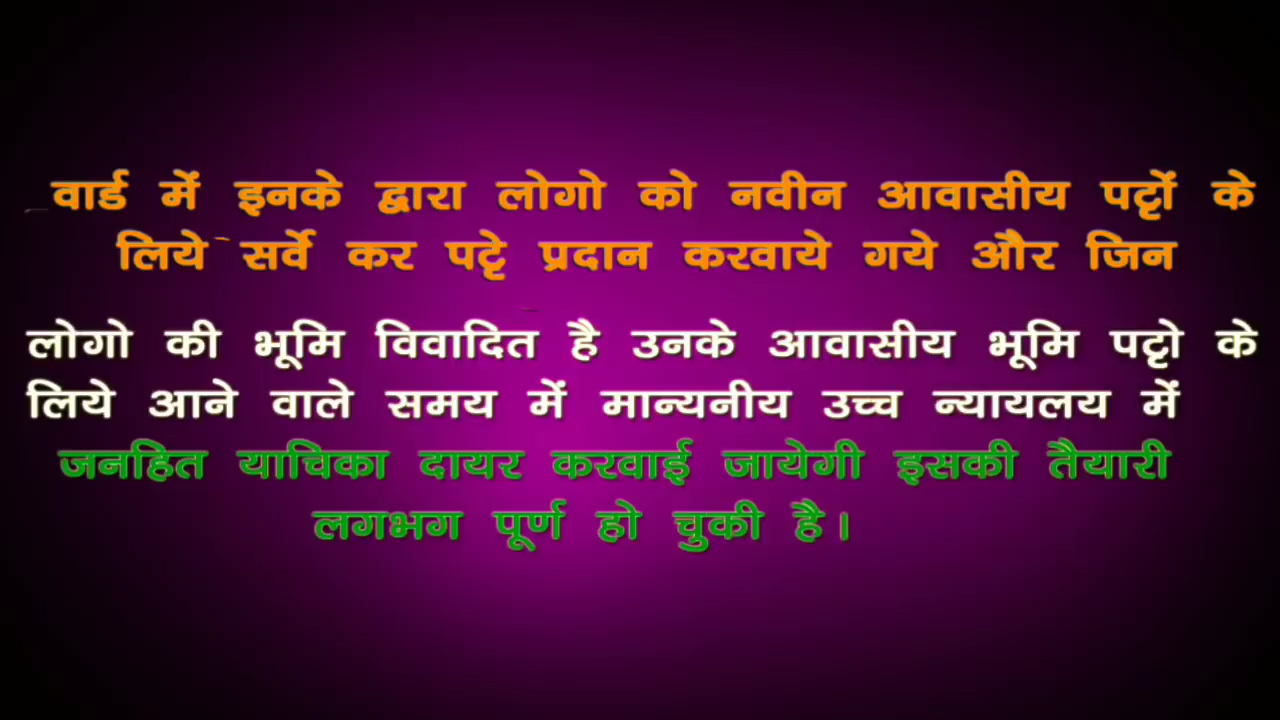 वार्ड में इनके द्वारा लोगो को नवीन आवासीय पट्टों के
लिये सर्वे कर पट्टे प्रदान करवाये गये और जिन
लोगो की भूमि विवादित है उनके आवासीय भूमि पट्टो के
लिये आने वाले समय में मान्यनीय उच्च न्यायलय में
जनहित याचिका दायर करवाई जायेगी इसकी तैयारी
लगभग पूर्ण हो चुकी है।